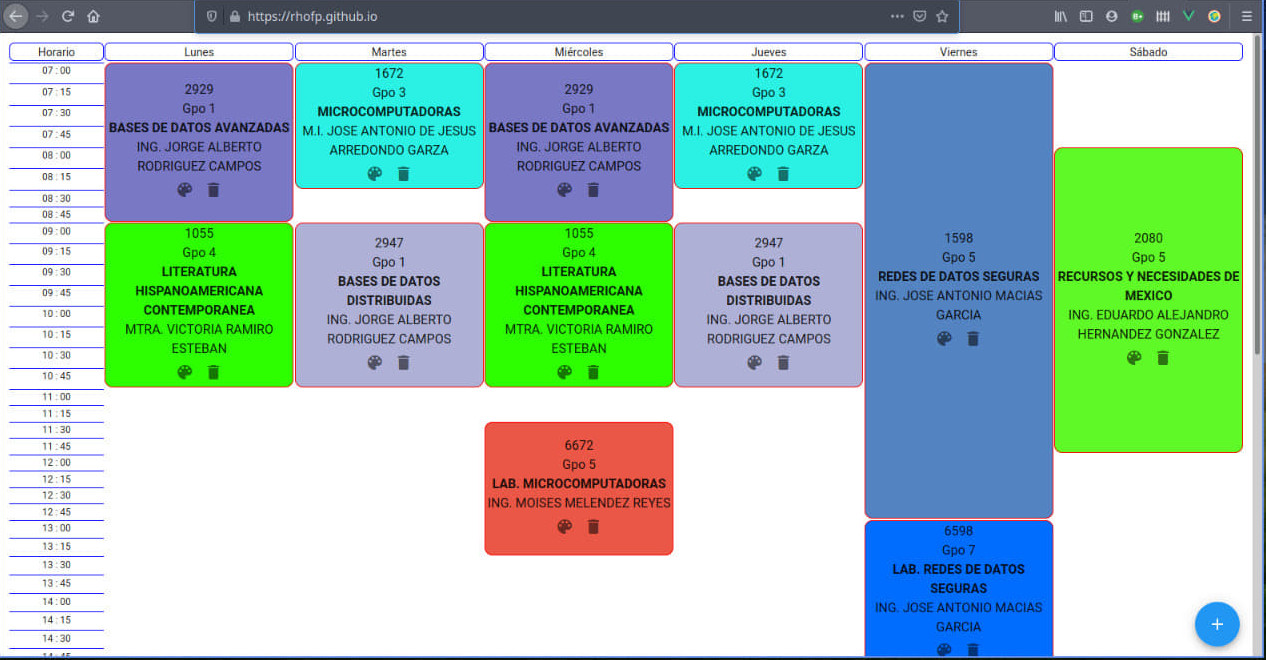 https://rhofp.github.io
Horario
Lunes
Martes
Miércoles
Jueves
Viernes
Sábado
07:00
07:15
07:30
07:45
08:00
08:15
08:30
08:45
09:00
09:15
09:30
09:45
10:00
10:15
10:30
10:45
11:00
11:15
11:30
11:45
12:00
12:15
12:30
12:45
13:00
13:15
13:30
13:45
14:00
14:15
14:30
14:45
2929
Gpo 1
BASES DE DATOS AVANZADAS
ING. JORGE ALBERTO
RODRIGUEZ CAMPOS
1055
Gpo 4
LITERATURA
HISPANOAMERICANA
CONTEMPORANEA
MTRA. VICTORIA RAMIRO
ESTEBAN
1672
Gpo 3
MICROCOMPUTADORAS
M.I. JOSE ANTONIO DE JESUS
ARREDONDO GARZA
2947
Gpo 1
BASES DE DATOS
DISTRIBUIDAS
ING. JORGE ALBERTO
RODRIGUEZ CAMPOS
2929
Gpo 1
BASES DE DATOS AVANZADAS
ING. JORGE ALBERTO
RODRIGUEZ CAMPOS
1055
Gpo 4
LITERATURA
HISPANOAMERICANA
CONTEMPORANEA
MTRA. VICTORIA RAMIRO
ESTEBAN
6672
Gpo 5
LAB. MICROCOMPUTADORAS
ING. MOISES MELENDEZ REYES
1672
Gpo 3
MICROCOMPUTADORAS
M.I. JOSE ANTONIO DE JESUS
ARREDONDO GARZA
2947
Gpo 1
BASES DE DATOS
DISTRIBUIDAS
ING. JORGE ALBERTO
RODRIGUEZ CAMPOS
1598
Gpo 5
REDES DE DATOS SEGURAS
ING. JOSE ANTONIO MACIAS
GARCIA
6598
Gpo 7
LAB. REDES DE DATOS
SEGURAS
ING. JOSE ANTONIO MACIAS
GARCIA
2080
Gpo 5
RECURSOS Y NECESIDADES DE
MEXICO
ING. EDUARDO ALEJANDRO
HERNANDEZ GONZALEZ
+